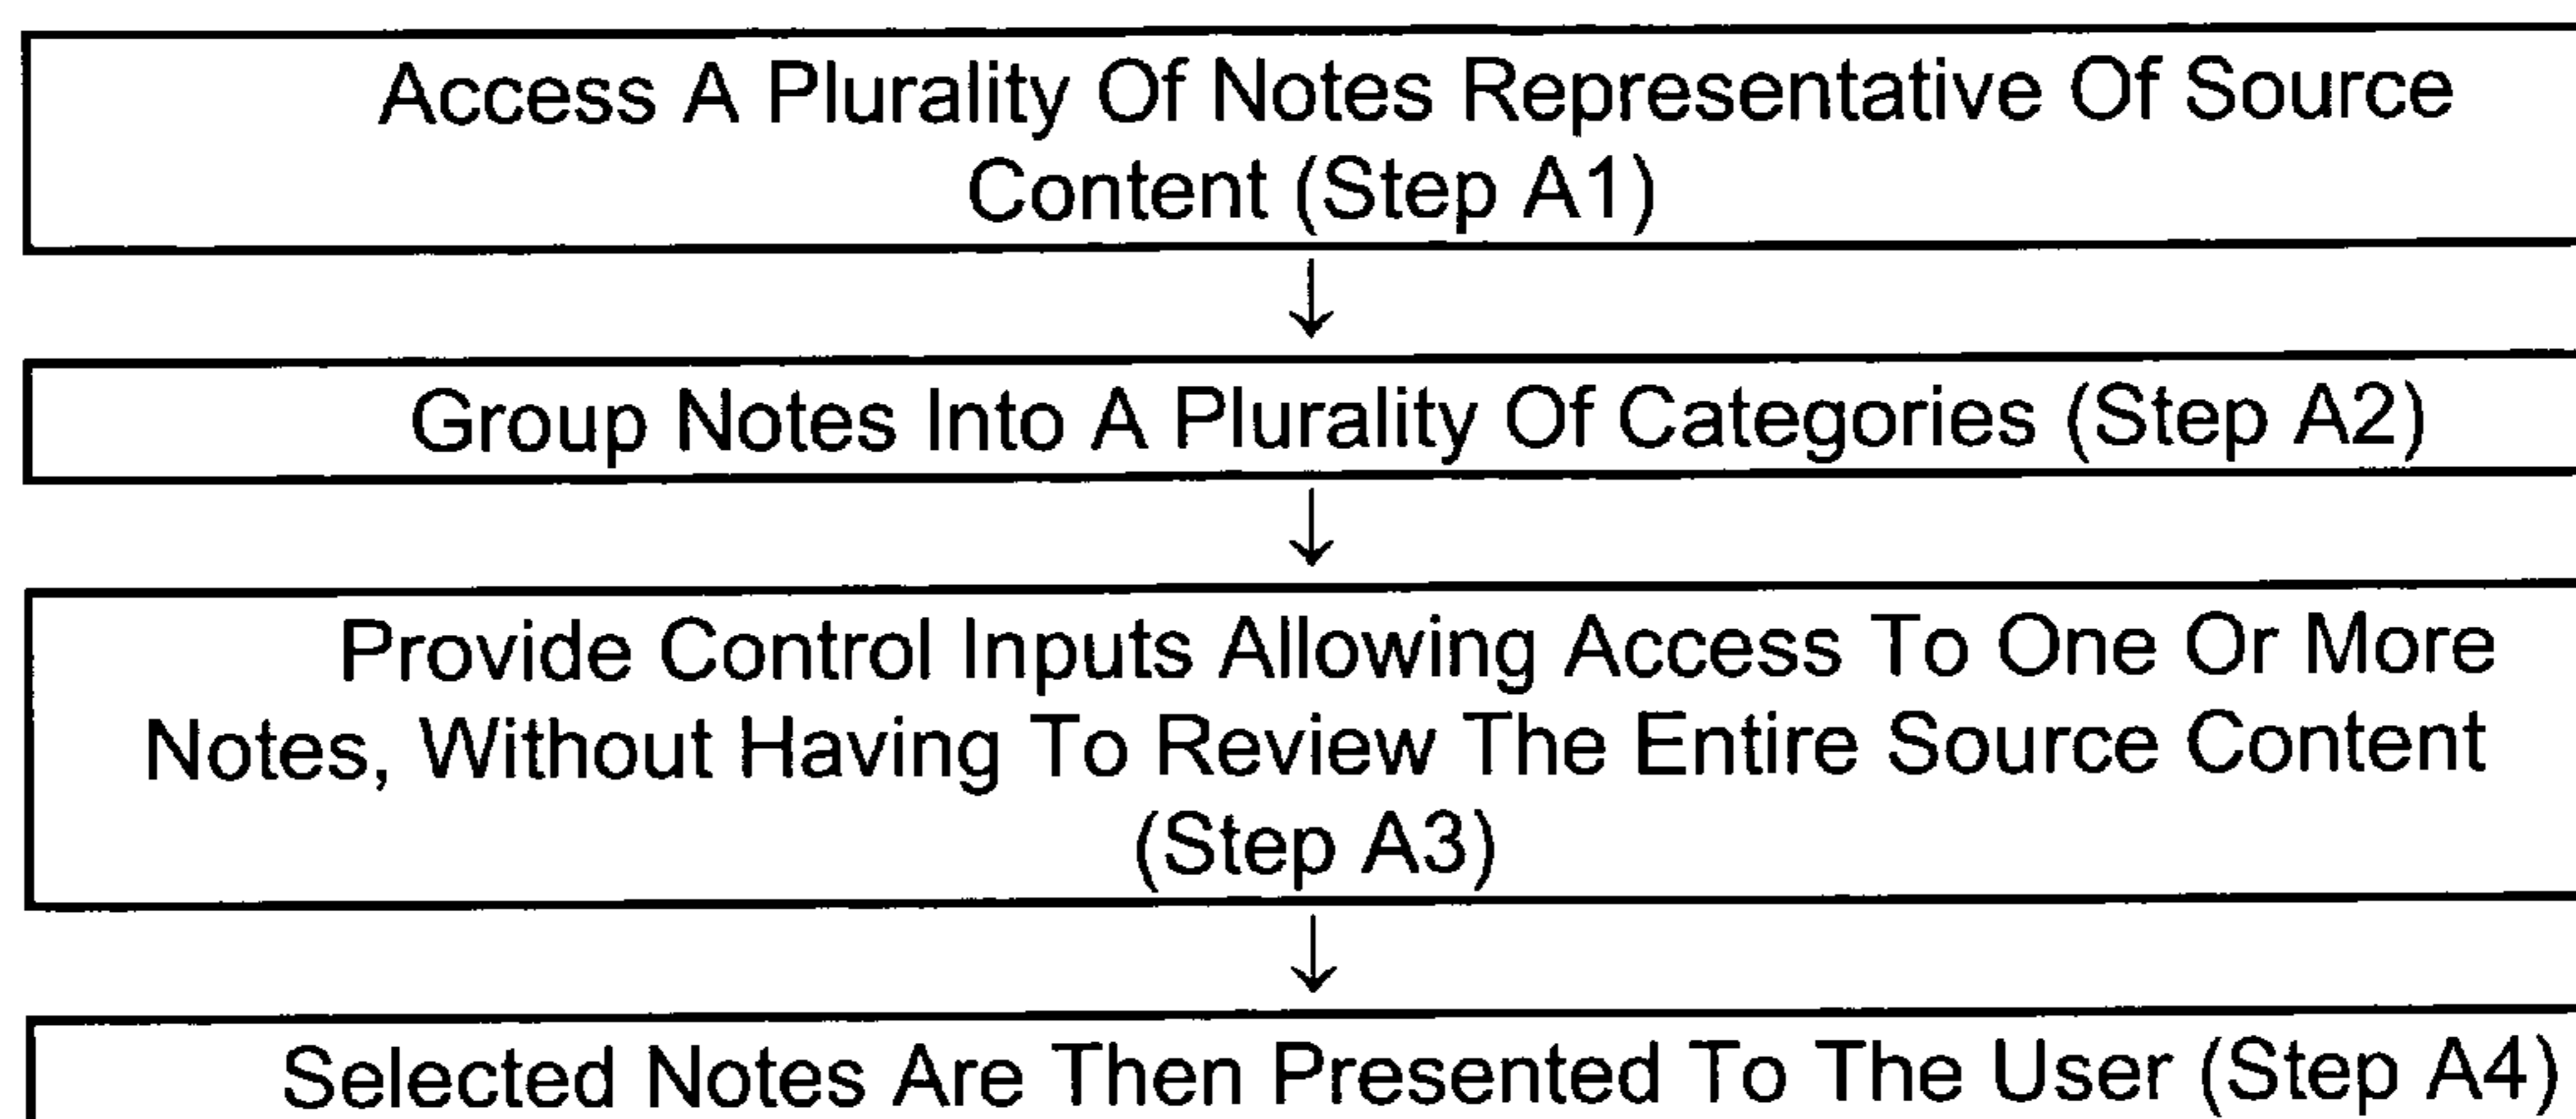 Access A Plurality Of Notes Representative Of Source
Content (Step A1)
Group Notes Into A Plurality Of Categories (Step A2)
Provide Control Inputs Allowing Access To One Or More
Notes, Without Having To Review The Entire Source Content
(Step A3)
Selected Notes Are Then Presented To The User (Step A4)